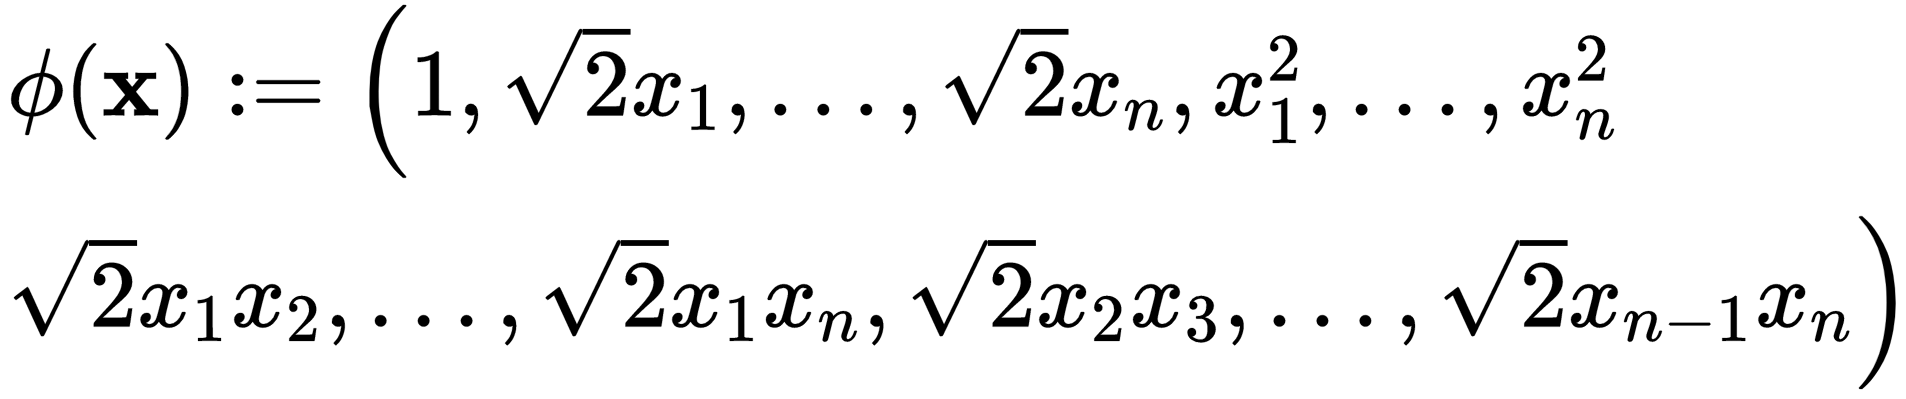 ϕ(𝐱) := (1, √2x₁, . . . , √2xₙ, x₁², . . . , xₙ²
√2x₁x₂, . . . , √2x₁xₙ, √2x₂x₃, . . . , √2xₙ₋₁xₙ)